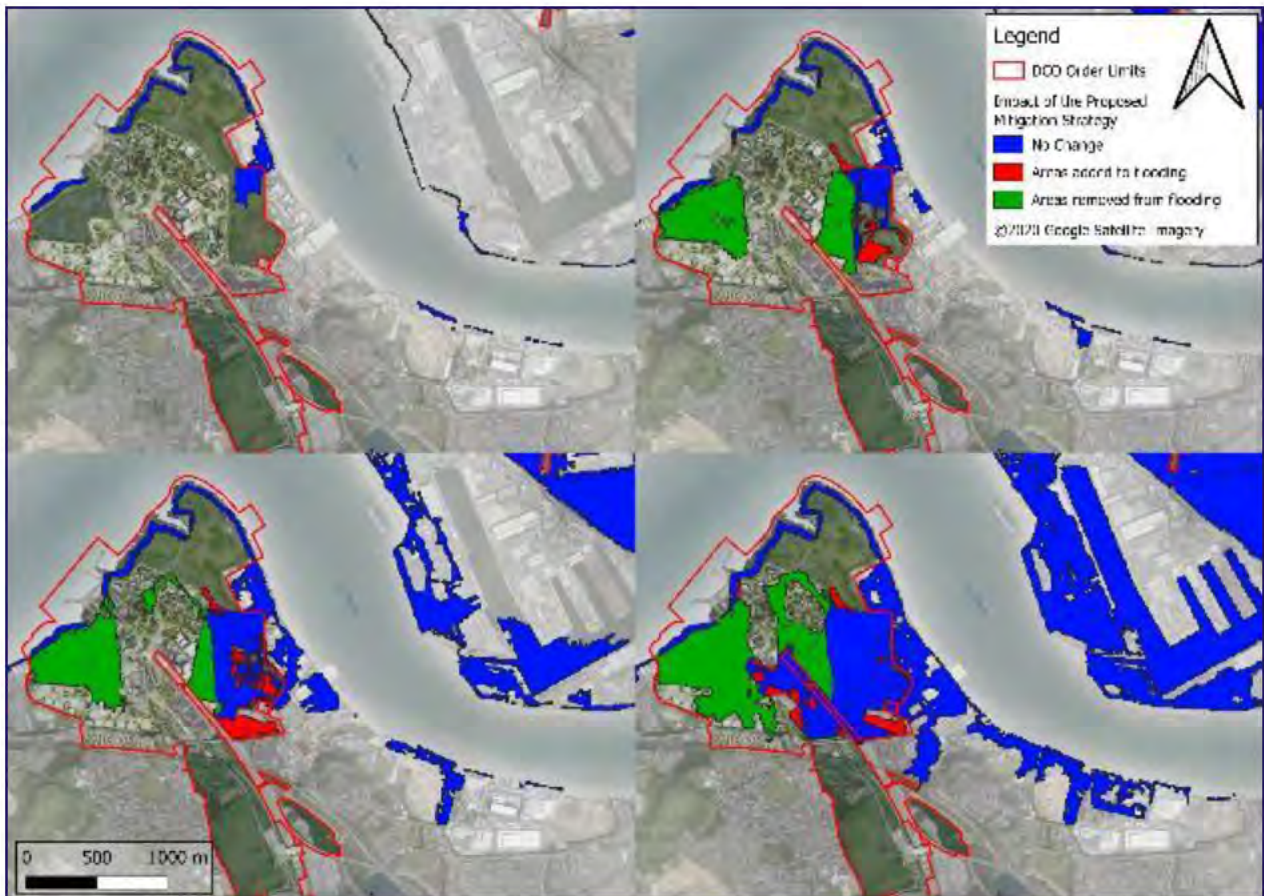 Legend
DCO Order Limits
Impact of the Proposed
Mitigation Strategy
No Change
Areas added to flooding
Areas removed from flooding
©2020 Google Satellite Imagery
0 500 1000 m